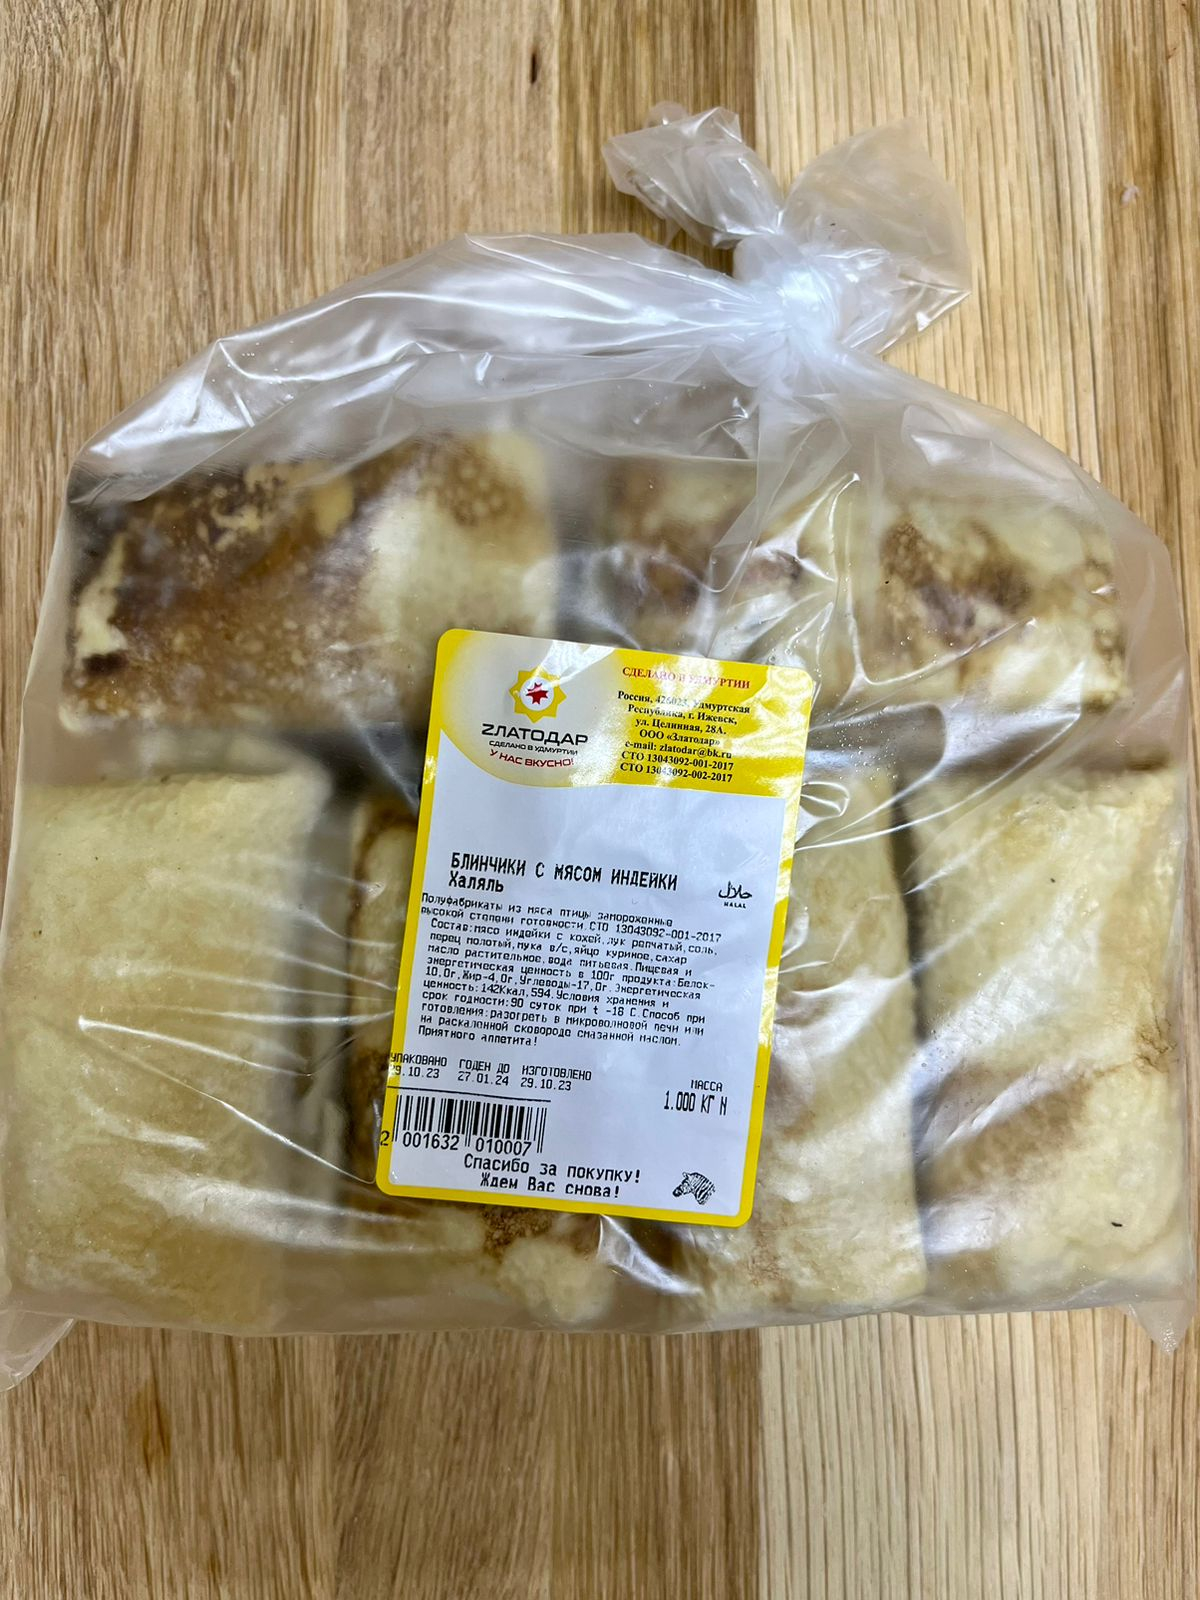 ZЛАТОДАР
СДЕЛАНО В УДМУРТИИ
У НАС ВКУСНО!
СДЕЛАНО В УДМУРТИИ
Россия, 426023, Удмуртская
Республика, г. Ижевск,
ул. Целинная, 28А.
ООО «Златодар»
e-mail: zlatodar@bk.ru
СТО 13043092-001-2017
СТО 13043092-002-2017
Блинчики с мясом индейки
Халяль
حلال
HALAL
Полуфабрикаты из мяса птицы замороженные
высокой степени готовности.СТО 13043092-001-2017
Состав:мясо индейки с кожей,лук репчатый,соль,
перец молотый,мука в/с,яйцо куриное,сахар
масло растительное,вода питьевая.Пищевая и
энергетическая ценность в 100г продукта:Белок-
10,0г,Жир-4,0г,Углеводы-17,0г.Энергетическая
ценность:142Ккал,594.Условия хранения и
срок годности:90 суток при t -18 С.Способ при
готовления:разогреть в микроволновой печи или
на раскаленной сковороде смазанной маслом.
Приятного аппетита!
УПАКОВАНО ГОДЕН ДО ИЗГОТОВЛЕНО
29.10.23 27.01.24 29.10.23
МАССА
1.000 КГ N
2 001632 010007
Спасибо за покупку!
Ждем Вас снова!